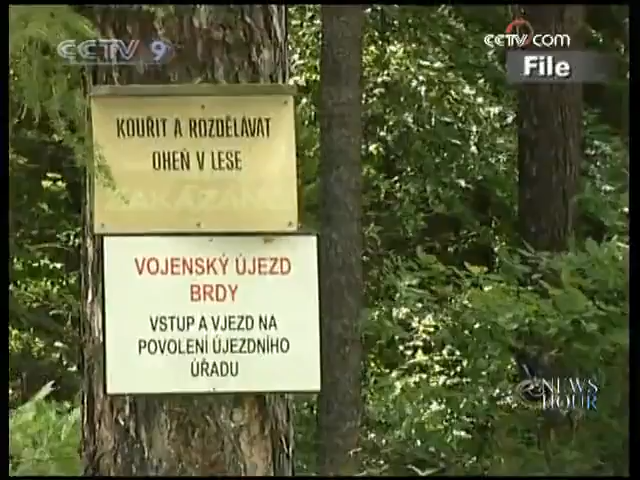 CCTV 9
CCTV.com
File
KOUŘIT A ROZDĚLÁVAT
OHEŇ V LESE
ZAKÁZÁNO
VOJENSKÝ ÚJEZD
BRDY
VSTUP A VJEZD NA
POVOLENÍ ÚJEZDNÍHO
ÚŘADU
NEWS
HOUR